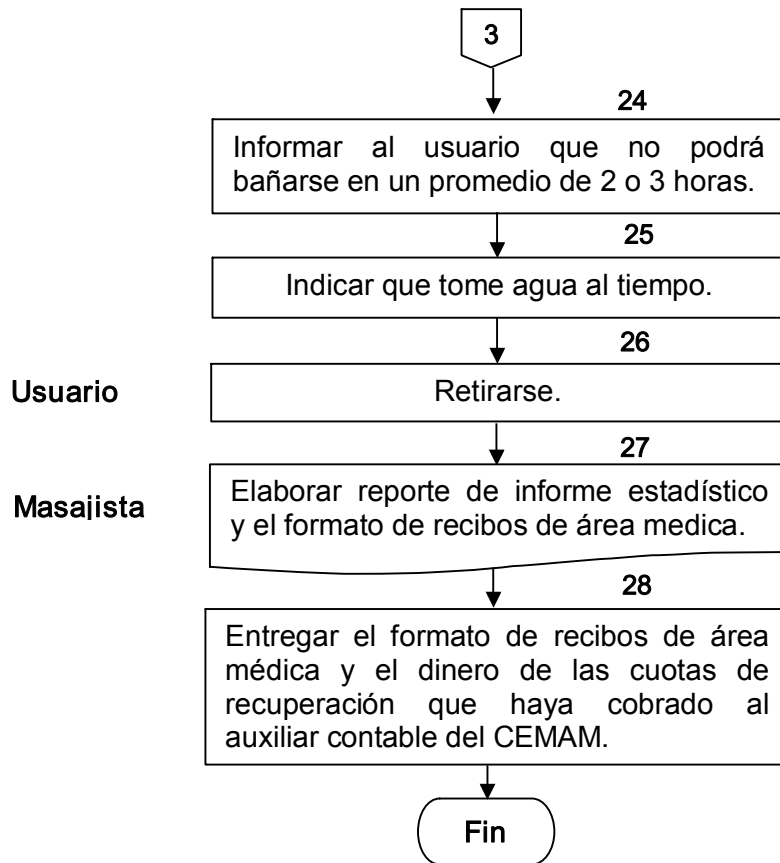 3
24
Informar al usuario que no podrá
bañarse en un promedio de 2 o 3 horas.
25
Indicar que tome agua al tiempo.
26
Usuario
Retirarse.
27
Masajista
Elaborar reporte de informe estadístico
y el formato de recibos de área medica.
28
Entregar el formato de recibos de área
médica y el dinero de las cuotas de
recuperación que haya cobrado al
auxiliar contable del CEMAM.
Fin